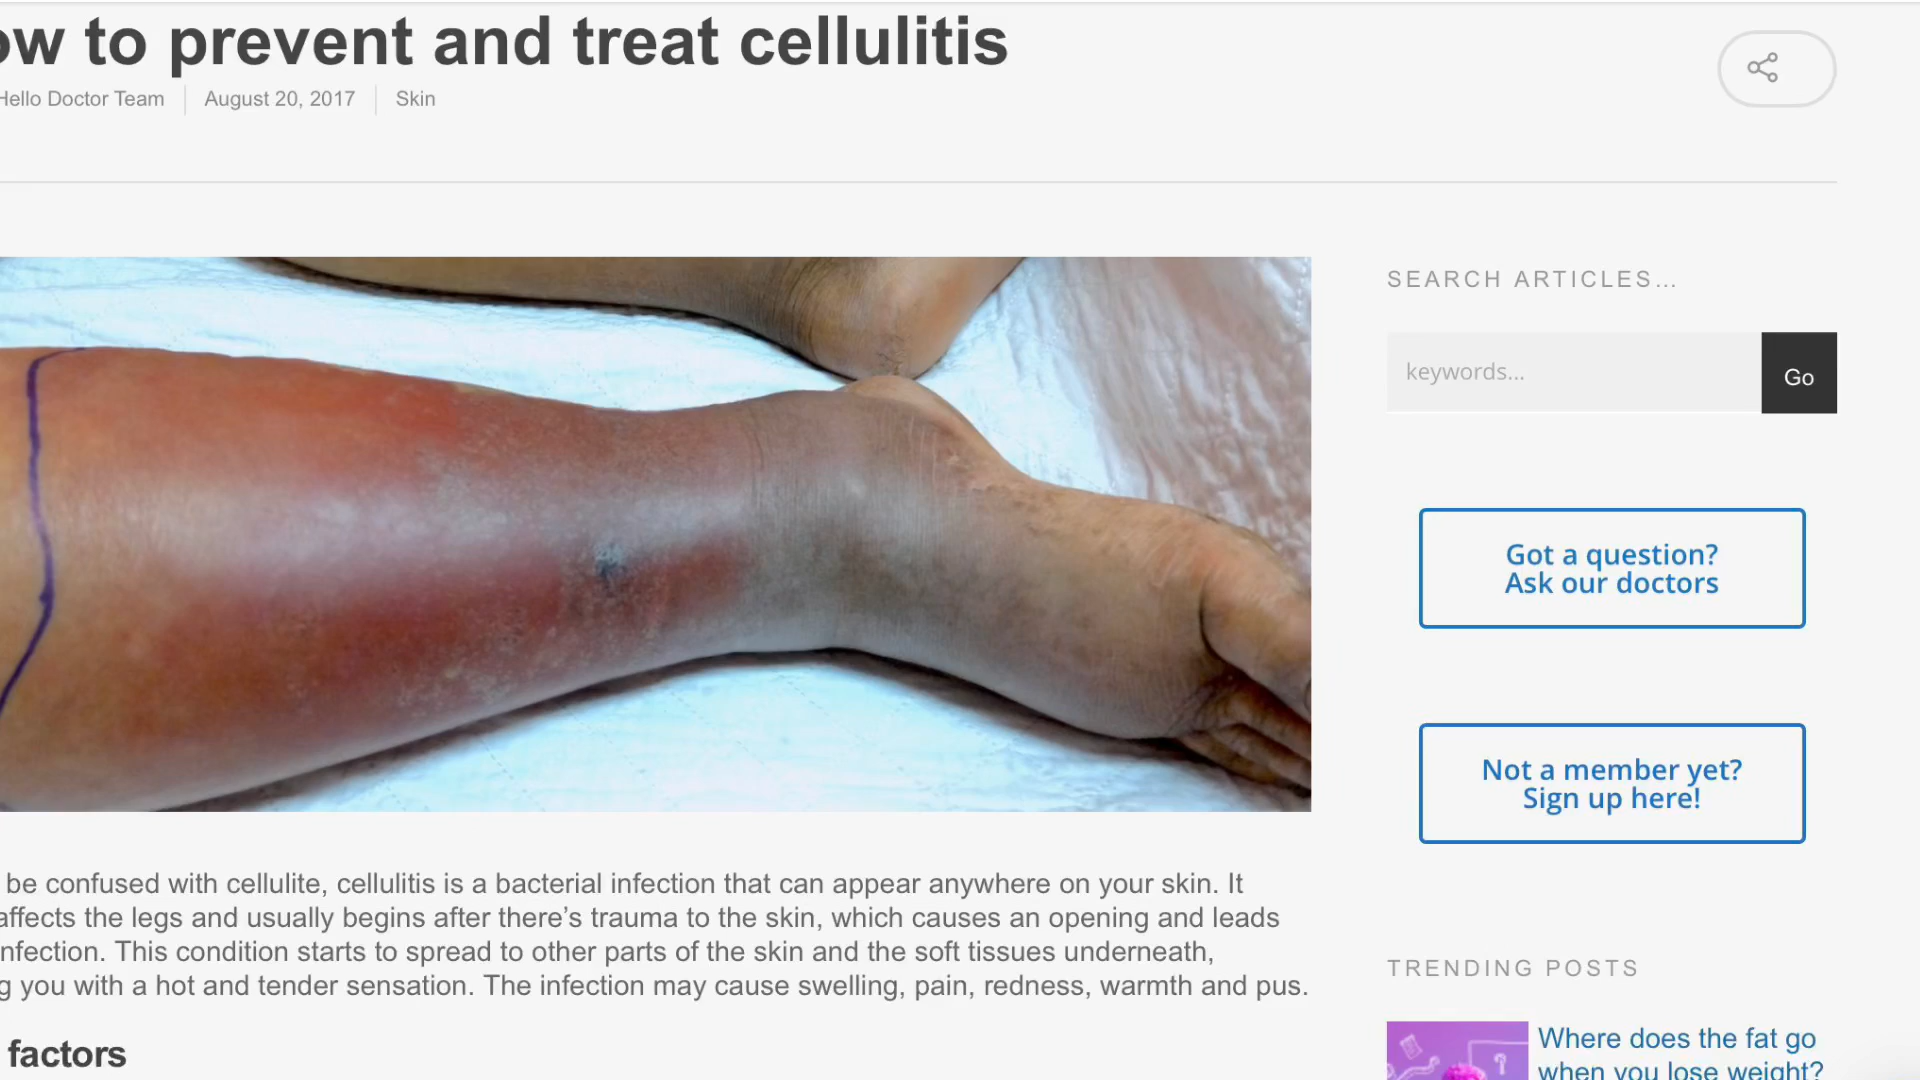 ow to prevent and treat cellulitis
Hello Doctor Team
August 20, 2017
Skin
SEARCH ARTICLES...
keywords...
Go
Got a question?
Ask our doctors
Not a member yet?
Sign up here!
be confused with cellulite, cellulitis is a bacterial infection that can appear anywhere on your skin. It
affects the legs and usually begins after there’s trauma to the skin, which causes an opening and leads
nfection. This condition starts to spread to other parts of the skin and the soft tissues underneath,
g you with a hot and tender sensation. The infection may cause swelling, pain, redness, warmth and pus.
factors
TRENDING POSTS
Where does the fat go
when you lose weight?